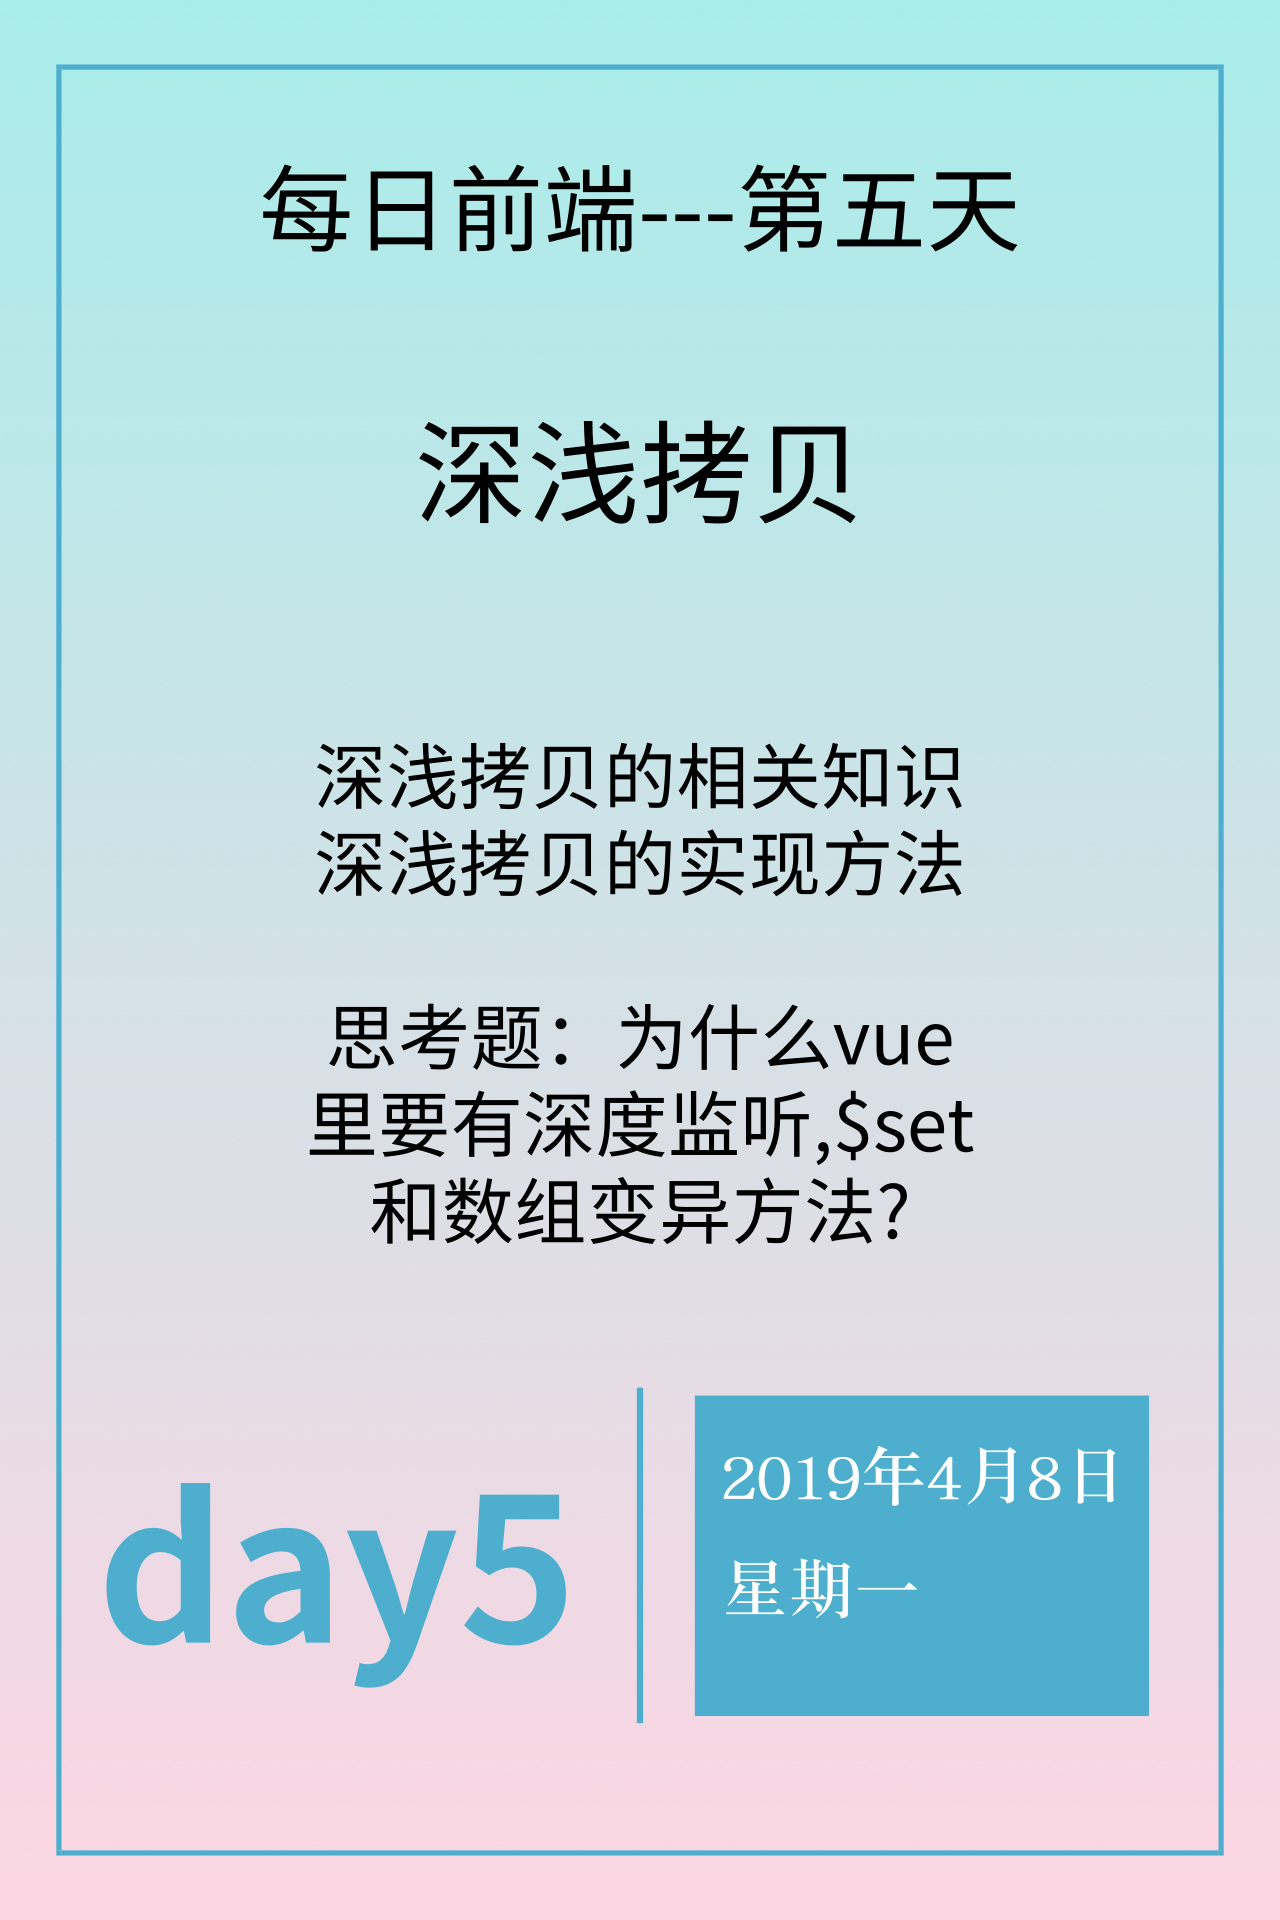 每日前端---第五天
深浅拷贝
深浅拷贝的相关知识
深浅拷贝的实现方法
思考题：为什么vue
里要有深度监听,$set
和数组变异方法?
day5
2019年4月8日
星期一